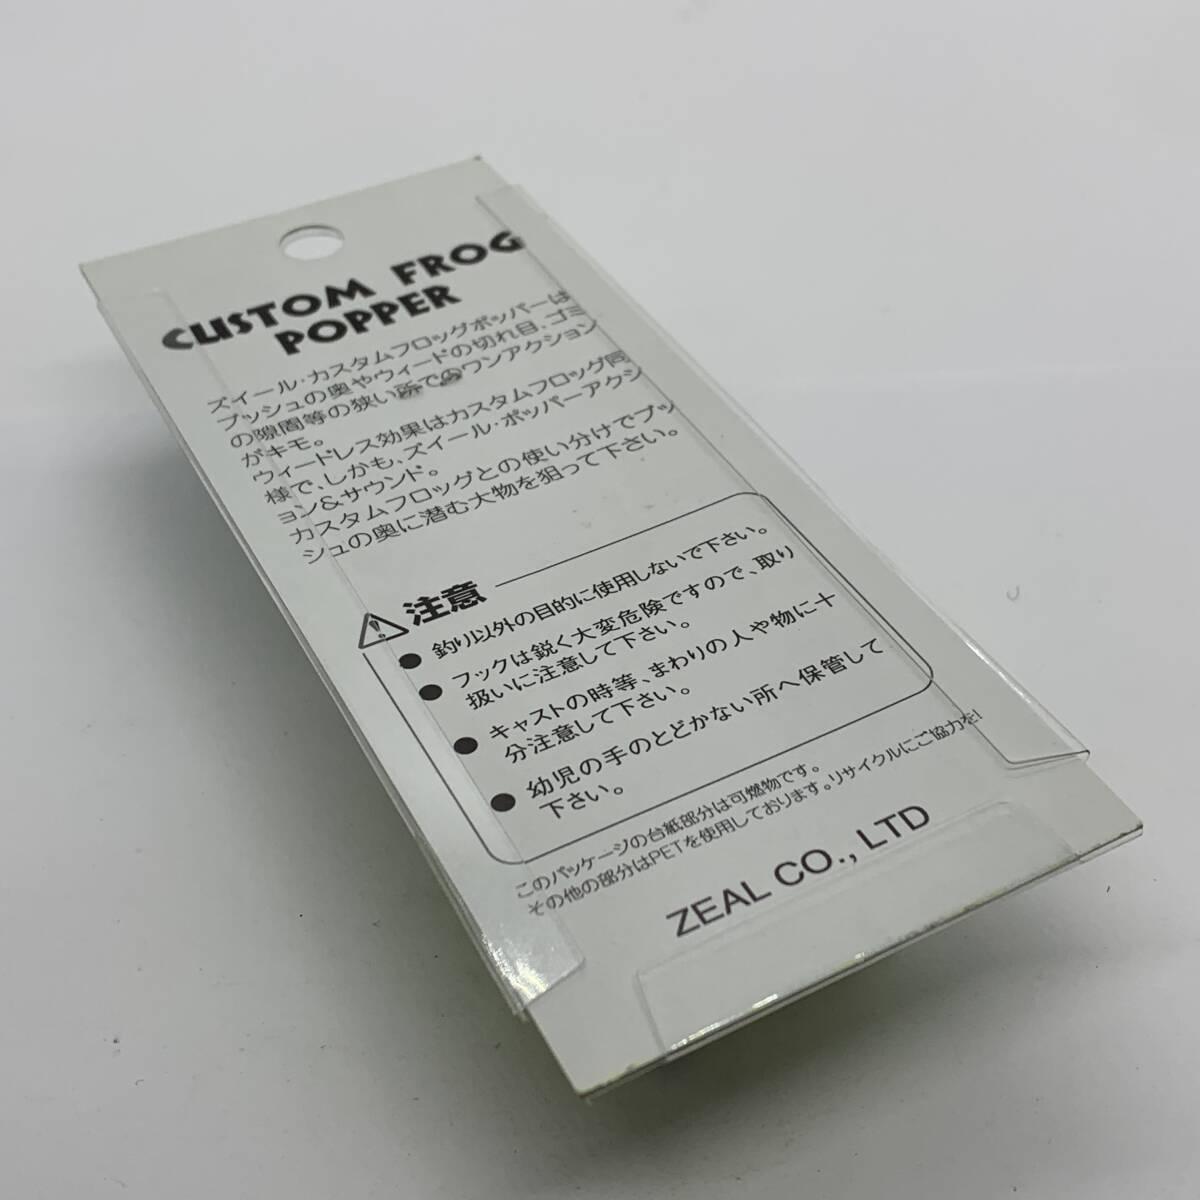 CUSTOM FROG
POPPER
ズイール・カスタムフロッグポッパーは
ブッシュの奥やウィードの切れ目、ゴミ
の隙間等の狭い所でのワンアクション
がキモ。
ウィードレス効果はカスタムフロッグ同
様で、しかも、ズイール・ポッパーアクシ
ョン&サウンド。
カスタムフロッグとの使い分けでブッ
シュの奥に潜む大物を狙って下さい。
注意
● 釣り以外の目的に使用しないで下さい。
● フックは鋭く大変危険ですので、取り
扱いに注意して下さい。
● キャストの時等、まわりの人や物に十
分注意して下さい。
● 幼児の手のとどかない所へ保管して
下さい。
このパッケージの台紙部分は可燃物です。
その他の部分はPETを使用しております。リサイクルにご協力を!
ZEAL CO., LTD